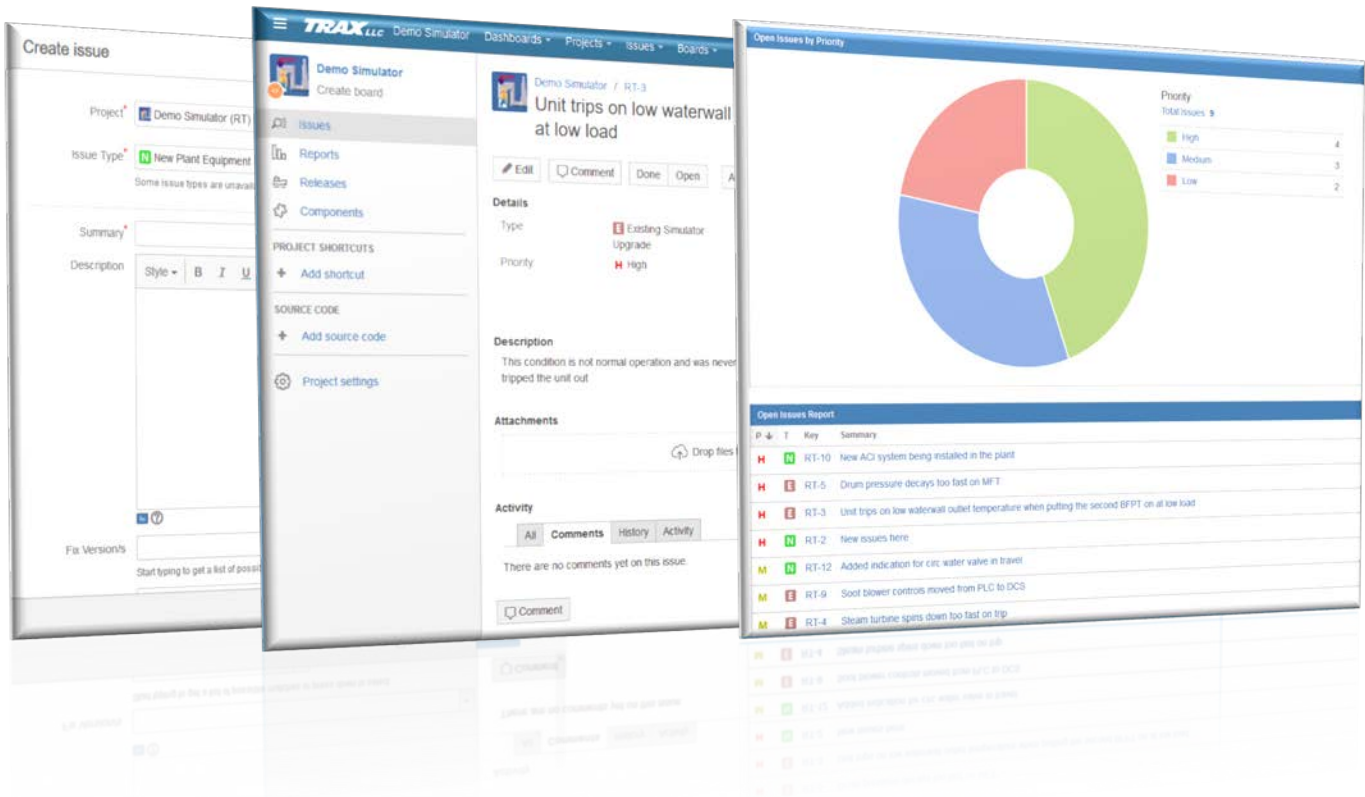 Create issue
Project*
Demo Simulator (RT)
Issue Type*
N New Plant Equipment
Some issue types are
Summary*
Description
Style
B I U
Fix Version/s
Start typing to get a list of
TRAX LLC Demo Simulator Dashboards Projects Issues Boards
Demo Simulator
Create board
Issues
Reports
Releases
Components
PROJECT SHORTCUTS
+ Add shortcut
SOURCE CODE
+ Add source code
Project settings
Demo Simulator / RT-3
Unit trips on low waterwall
at low load
Edit Comment Done Open A
Details
Type
E Existing Simulator
Upgrade
Priority
H High
Description
This condition is not normal operation and was never
tripped the unit out
Attachments
Drop files
Activity
All Comments History Activity
There are no comments yet on this issue.
Comment
Open Issues by Priority
Priority
Total Issues 9
High 4
Medium 3
Low 2
Open Issues Report
P T Key Summary
H N RT-10 New ACI system being installed in the plant
H E RT-5 Drum pressure decays too fast on MFT
H E RT-3 Unit trips on low waterwall outlet temperature when putting the second BFPT on at low load
H N RT-2 New issues here
M N RT-12 Added indication for circ water valve in travel
M E RT-9 Soot blower controls moved from PLC to DCS
M E RT-4 Steam turbine spins down too fast on trip